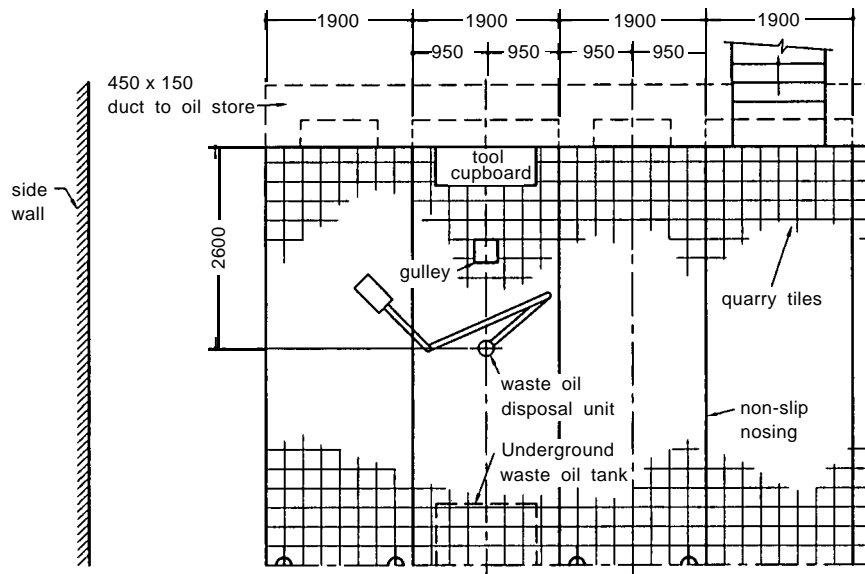 1900
1900
1900
1900
950
950
950
950
450 x 150
duct to oil store
tool
cupboard
side
wall
2600
gulley
quarry tiles
waste oil
disposal unit
non-slip
nosing
Underground
waste oil tank